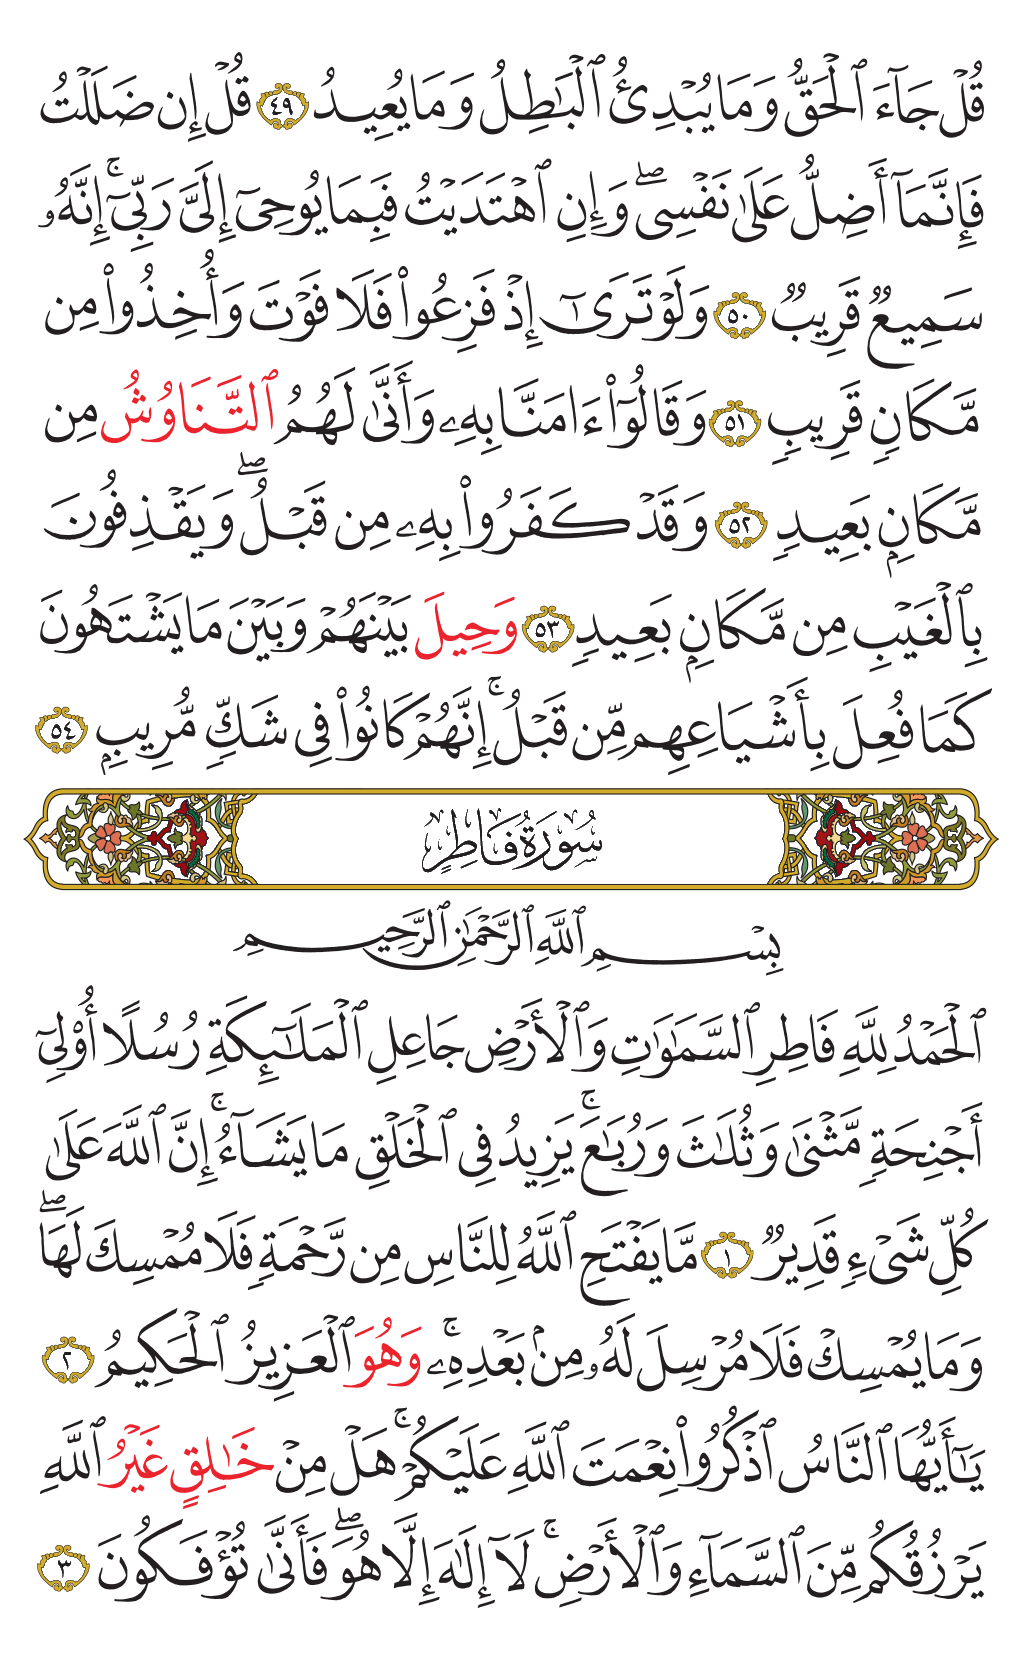 قُلْ جَآءَ ٱلْحَقُّ وَمَا يُبْدِئُ ٱلْبَـٰطِلُ وَمَا يُعِيدُ ٤٩ قُلْ إِن ضَلَلْتُ
فَإِنَّمَآ أَضِلُّ عَلَىٰ نَفْسِىۖ وَإِنِ ٱهْتَدَيْتُ فَبِمَا يُوحِىٓ إِلَىَّ رَبِّىٓۚ إِنَّهُۥ
سَمِيعٌ قَرِيبٌ ٥٠ وَلَوْ تَرَىٰٓ إِذْ فَزِعُوا۟ فَلَا فَوْتَ وَأُخِذُوا۟ مِن
مَّكَانٍ قَرِيبٍ ٥١ وَقَالُوٓا۟ ءَامَنَّا بِهِۦ وَأَنَّىٰ لَهُمُ ٱلتَّنَاوُشُ مِن
مَّكَانٍۭ بَعِيدٍ ٥٢ وَقَدْ كَفَرُوا۟ بِهِۦ مِن قَبْلُۖ وَيَقْذِفُونَ
بِٱلْغَيْبِ مِن مَّكَانٍۭ بَعِيدٍ ٥٣ وَحِيلَ بَيْنَهُمْ وَبَيْنَ مَا يَشْتَهُونَ
كَمَا فُعِلَ بِأَشْيَاعِهِم مِّن قَبْلُۚ إِنَّهُمْ كَانُوا۟ فِى شَكٍّ مُّرِيبٍۭ ٥٤
سُورَةُ فَاطِرٍ
بِسْمِ ٱللَّهِ ٱلرَّحْمَـٰنِ ٱلرَّحِيمِ
ٱلْحَمْدُ لِلَّهِ فَاطِرِ ٱلسَّمَـٰوَٰتِ وَٱلْأَرْضِ جَاعِلِ ٱلْمَلَـٰٓئِكَةِ رُسُلًا أُو۟لِىٓ
أَجْنِحَةٍ مَّثْنَىٰ وَثُلَـٰثَ وَرُبَـٰعَۚ يَزِيدُ فِى ٱلْخَلْقِ مَا يَشَآءُۚ إِنَّ ٱللَّهَ عَلَىٰ
كُلِّ شَىْءٍ قَدِيرٌ ١ مَّا يَفْتَحِ ٱللَّهُ لِلنَّاسِ مِن رَّحْمَةٍ فَلَا مُمْسِكَ لَهَاۖ
وَمَا يُمْسِكْ فَلَا مُرْسِلَ لَهُۥ مِنۢ بَعْدِهِۦۚ وَهُوَ ٱلْعَزِيزُ ٱلْحَكِيمُ ٢
يَـٰٓأَيُّهَا ٱلنَّاسُ ٱذْكُرُوا۟ نِعْمَتَ ٱللَّهِ عَلَيْكُمْۚ هَلْ مِنْ خَـٰلِقٍ غَيْرُ ٱللَّهِ
يَرْزُقُكُم مِّنَ ٱلسَّمَآءِ وَٱلْأَرْضِۚ لَآ إِلَـٰهَ إِلَّا هُوَۖ فَأَنَّىٰ تُؤْفَكُونَ ٣